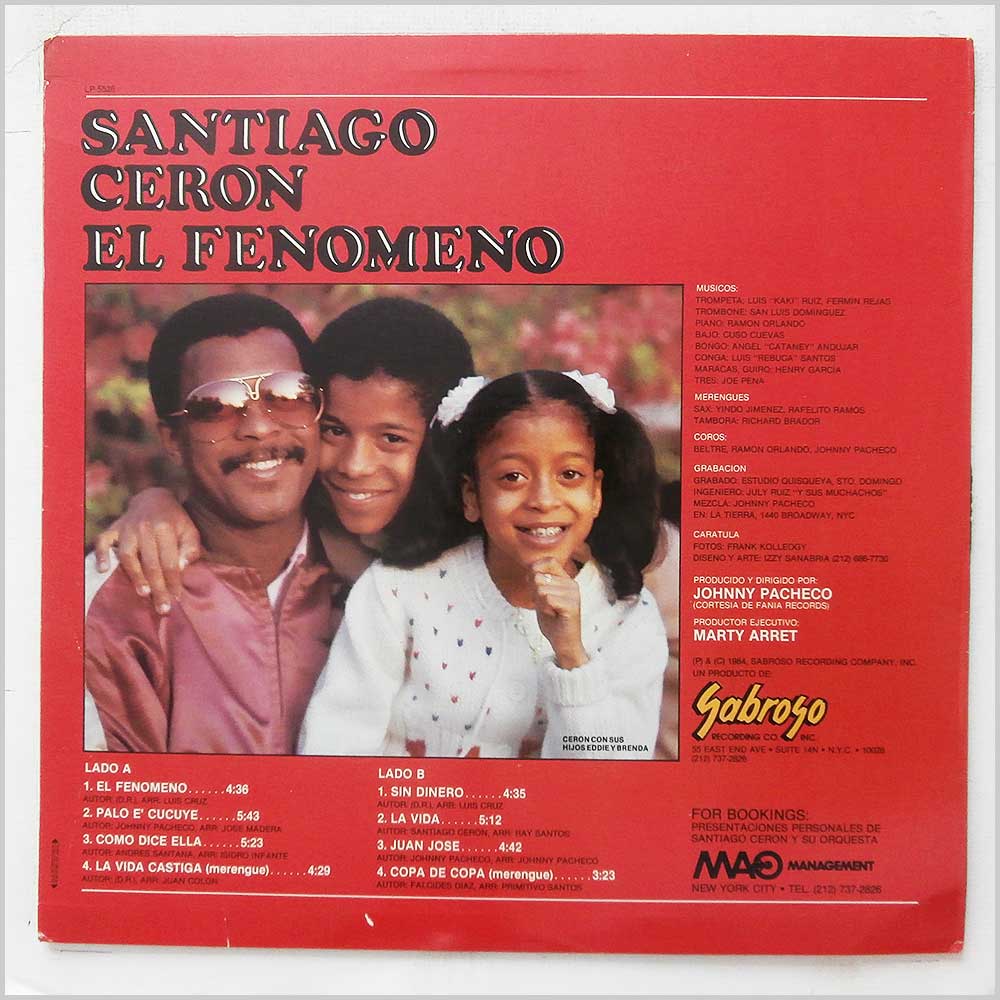 LP 5526
SANTIAGO
CERON
EL FENOMENO
MUSICOS:
TROMPETA: LUIS "KAKI" RUIZ, FERMIN REJAS
TROMBONE: SAN LUIS DOMINGUEZ
PIANO: RAMON ORLANDO
BAJO: CUSO CUEVAS
BONGO: ANGEL "CATANEY" ANDUJAR
CONGA: LUIS "REBUCA" SANTOS
MARACAS, GUIRO: HENRY GARCIA
TRES: JOE PENA
MERENGUES
SAX: YINDO JIMENEZ, RAFELITO RAMOS
TAMBORA: RICHARD BRADOR
COROS:
BELTRE, RAMON ORLANDO, JOHNNY PACHECO
GRABACION
GRABADO: ESTUDIO QUISQUEYA, STO. DOMINGO
INGENIERO: JULY RUIZ "Y SUS MUCHACHOS"
MEZCLA: JOHNNY PACHECO
EN: LA TIERRA, 1440 BROADWAY, NYC
CARATULA
FOTOS: FRANK KOLLEOGY
DISENO Y ARTE: IZZY SANABRIA (212) 686-7730
PRODUCIDO Y DIRIGIDO POR:
JOHNNY PACHECO
(CORTESIA DE FANIA RECORDS)
PRODUCTOR EJECUTIVO:
MARTY ARRET
(P) & (C) 1984, SABROSO RECORDING COMPANY, INC.
UN PRODUCTO DE:
Sabroso
RECORDING CO. INC.
55 EAST END AVE • SUITE 14N • N.Y.C. • 10028
(212) 737-2826
CERON CON SUS
HIJOS EDDIE Y BRENDA
LADO A
1. EL FENOMENO......4:36
AUTOR: (D.R.), ARR: LUIS CRUZ
2. PALO E' CUCUYE......5:43
AUTOR: JOHNNY PACHECO, ARR: JOSE MADERA
3. COMO DICE ELLA......5:23
AUTOR: ANDRES SANTANA, ARR: ISIDRO INFANTE
4. LA VIDA CASTIGA (merengue)......4:29
AUTOR: (D.R.), ARR: JUAN COLON
LADO B
1. SIN DINERO......4:35
AUTOR: (D.R.), ARR: LUIS CRUZ
2. LA VIDA......5:12
AUTOR: SANTIAGO CERON, ARR: RAY SANTOS
3. JUAN JOSE......4:42
AUTOR: JOHNNY PACHECO, ARR: JOHNNY PACHECO
4. COPA DE COPA (merengue)......3:23
AUTOR: FALCIDES DIAZ, ARR: PRIMITIVO SANTOS
FOR BOOKINGS:
PRESENTACIONES PERSONALES DE
SANTIAGO CERON Y SU ORQUESTA
MAO MANAGEMENT
NEW YORK CITY • TEL. (212) 737-2826